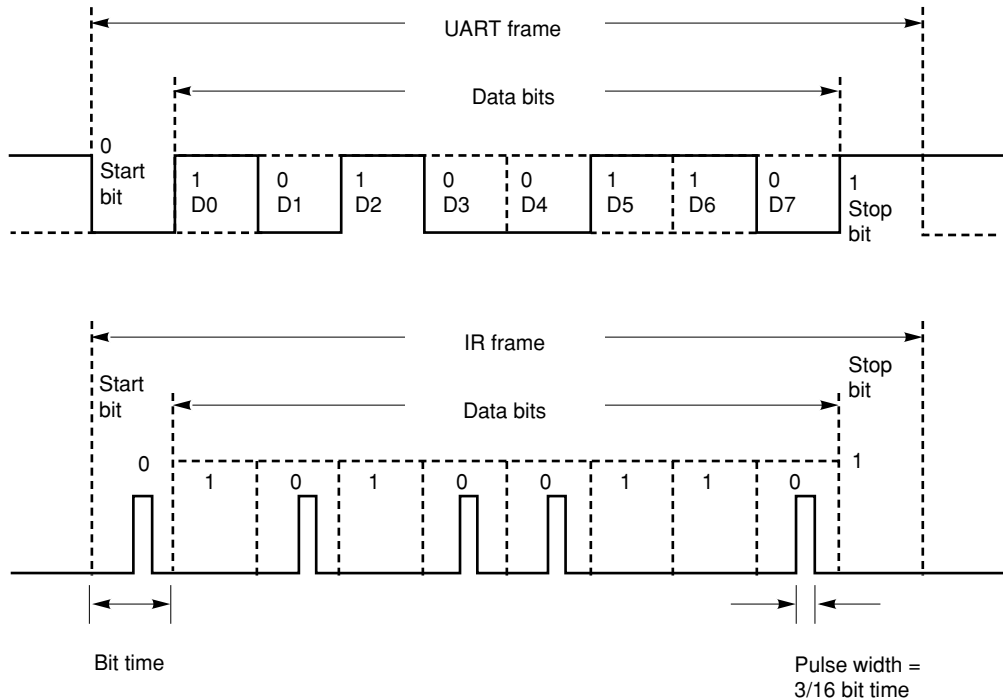 UART frame
Data bits
0
Start
bit
1
D0
0
D1
1
D2
0
D3
0
D4
1
D5
1
D6
0
D7
1
Stop
bit
IR frame
Start
bit
Stop
bit
Data bits
0
1
0
1
0
0
1
1
0
1
Bit time
Pulse width =
3/16 bit time